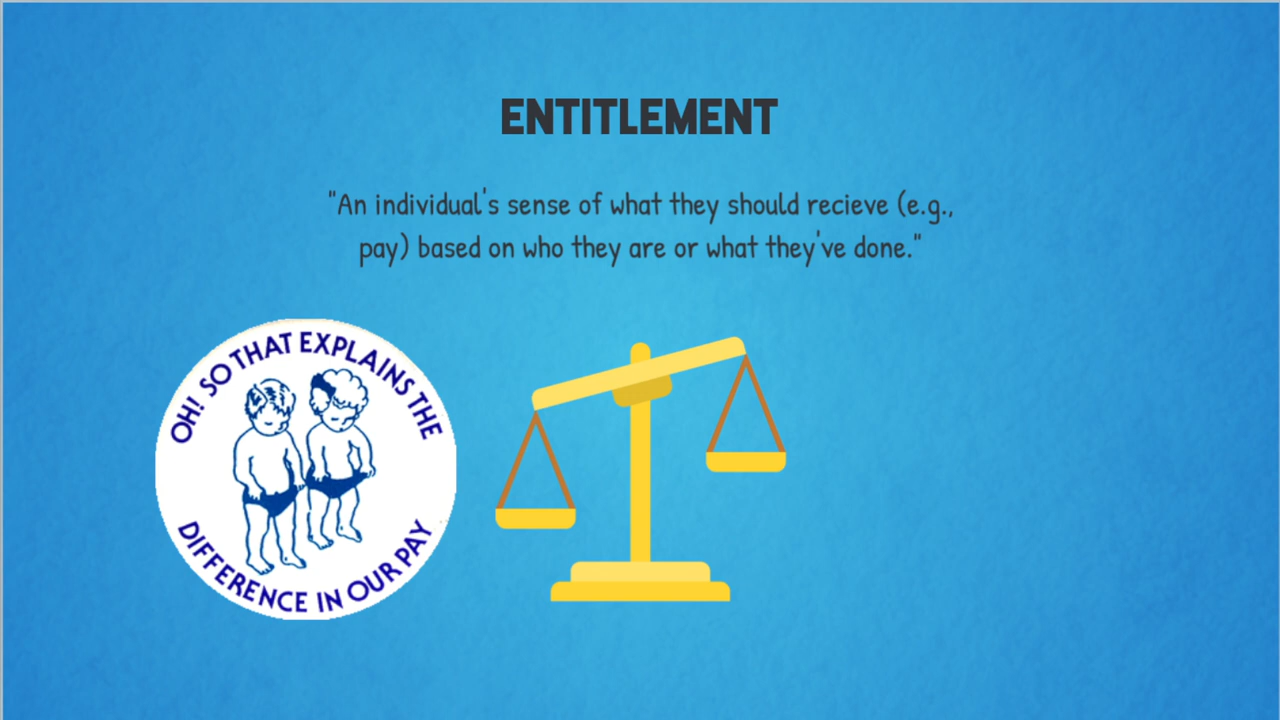 ENTITLEMENT
"An individual's sense of what they should recieve (e.g.,
pay) based on who they are or what they've done."
OH! SO THAT EXPLAINS THE
DIFFERENCE IN OUR PAY